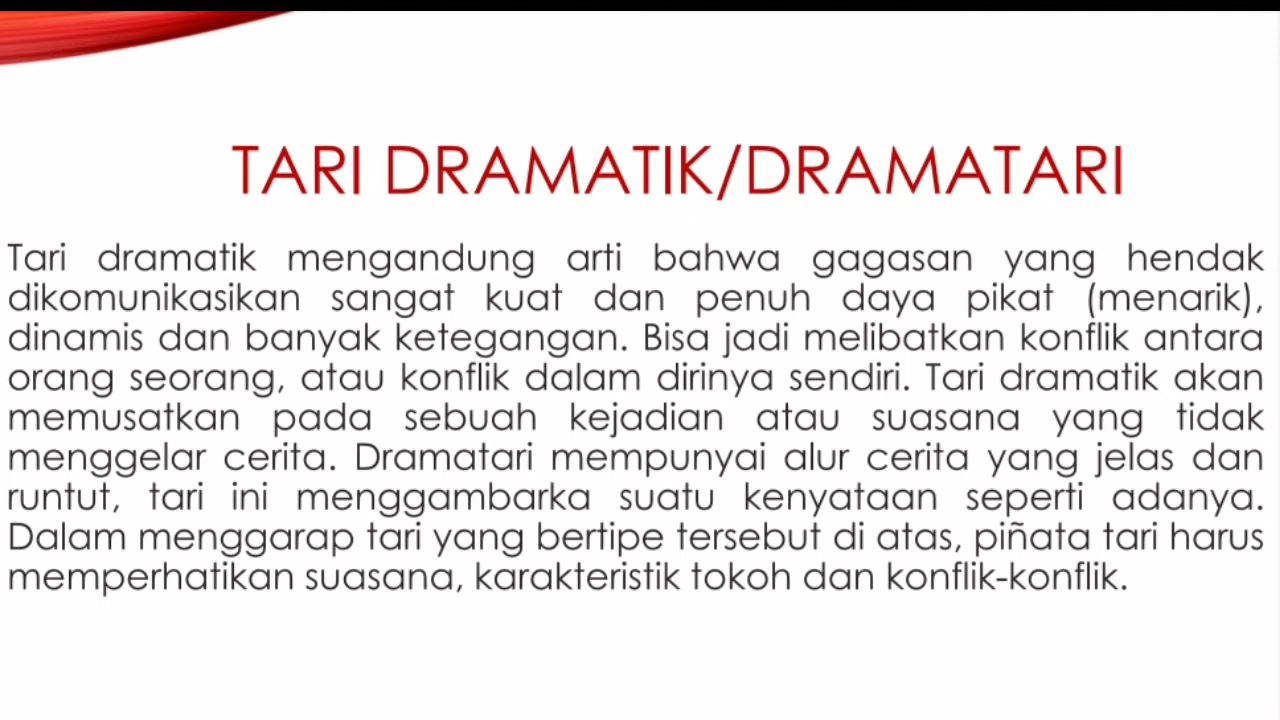 TARI DRAMATIK/DRAMATARI
Tari dramatik mengandung arti bahwa gagasan yang hendak
dikomunikasikan sangat kuat dan penuh daya pikat (menarik),
dinamis dan banyak ketegangan. Bisa jadi melibatkan konflik antara
orang seorang, atau konflik dalam dirinya sendiri. Tari dramatik akan
memusatkan pada sebuah kejadian atau suasana yang tidak
menggelar cerita. Dramatari mempunyai alur cerita yang jelas dan
runtut, tari ini menggambarka suatu kenyataan seperti adanya.
Dalam menggarap tari yang bertipe tersebut di atas, piñata tari harus
memperhatikan suasana, karakteristik tokoh dan konflik-konflik.